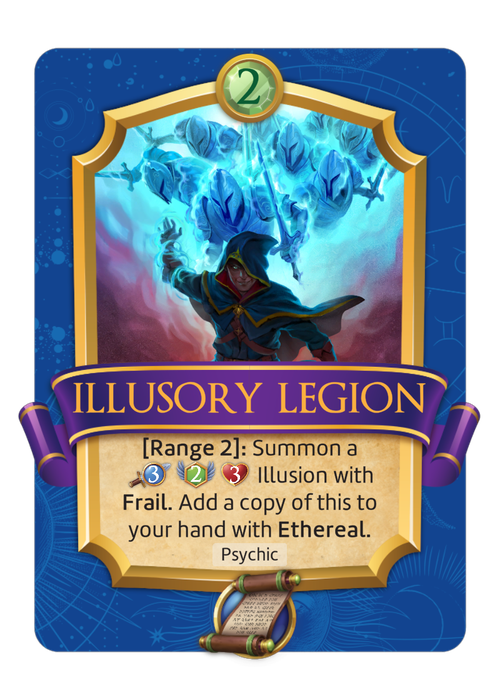 2
ILLUSORY LEGION
[Range 2]: Summon a
3 2 3 Illusion with
Frail. Add a copy of this to
your hand with Ethereal.
Psychic